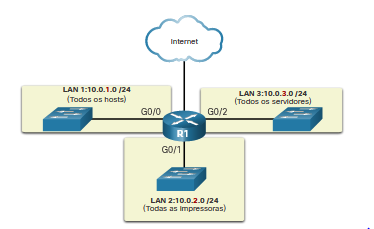 Internet
LAN 1:10.0.1.0 /24
(Todos os hosts)
LAN 3:10.0.3.0 /24
(Todos os servidores)
G0/0
G0/2
R1
G0/1
LAN 2:10.0.2.0 /24
(Todas as impressoras)